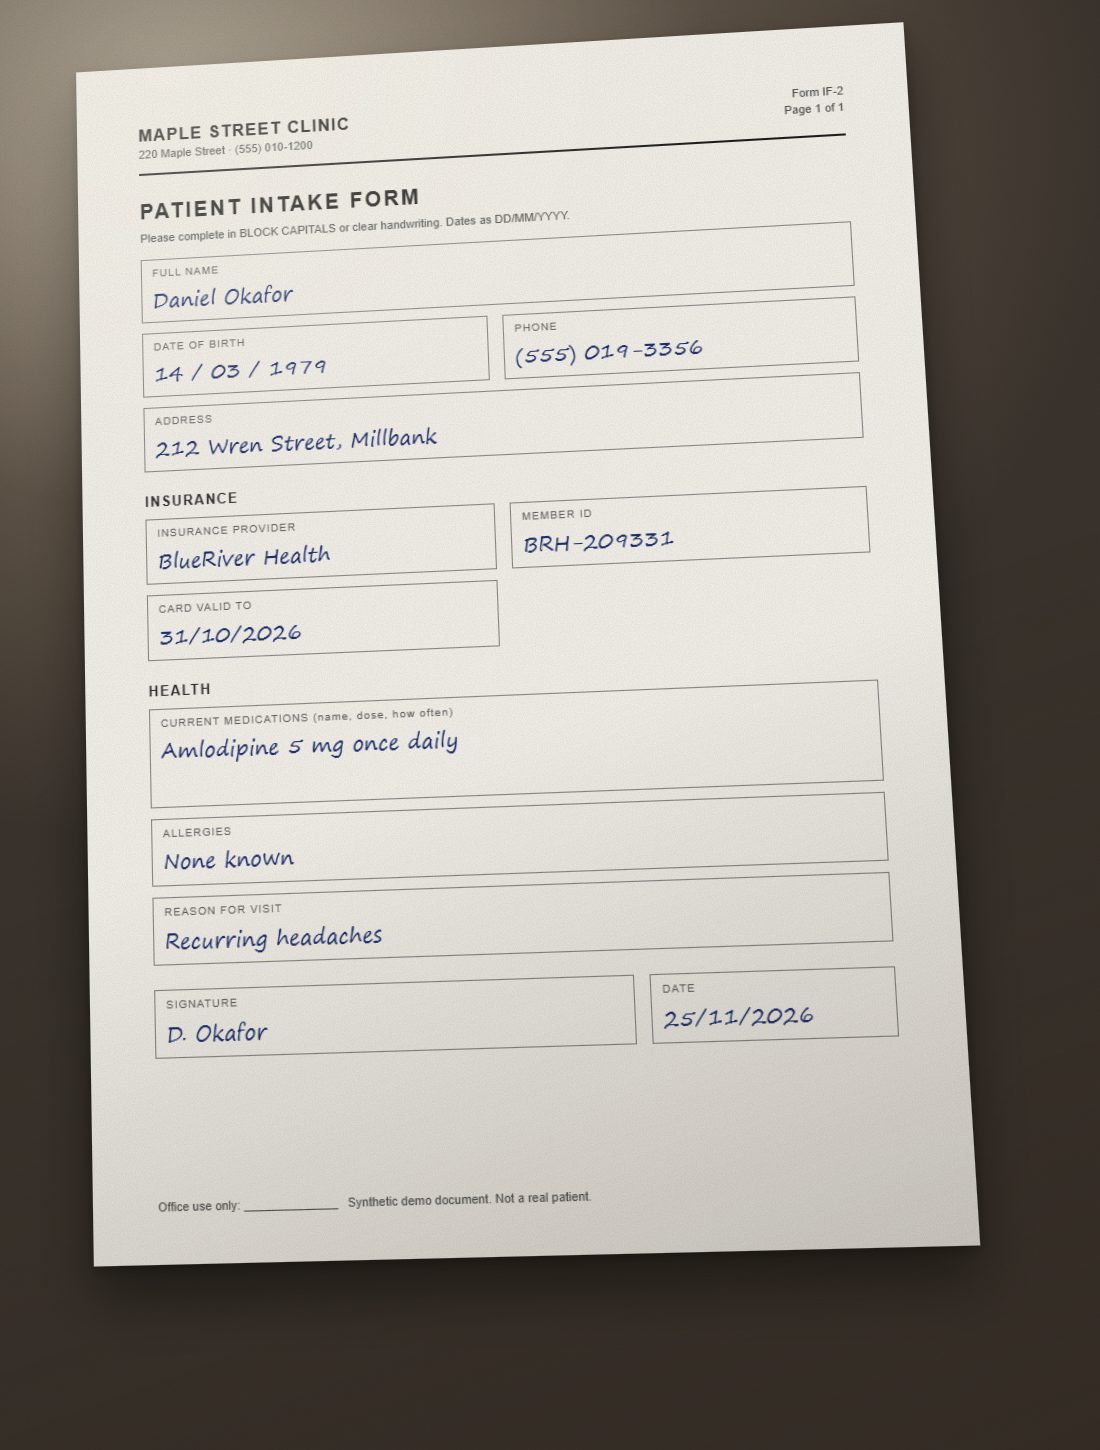 MAPLE STREET CLINIC
220 Maple Street · (555) 010-1200
Form IF-2
Page 1 of 1
PATIENT INTAKE FORM
Please complete in BLOCK CAPITALS or clear handwriting. Dates as DD/MM/YYYY.
FULL NAME
Daniel Okafor
DATE OF BIRTH
14 / 03 / 1979
PHONE
(555) 019-3356
ADDRESS
212 Wren Street, Millbank
INSURANCE
INSURANCE PROVIDER
BlueRiver Health
MEMBER ID
BRH-209331
CARD VALID TO
31/10/2026
HEALTH
CURRENT MEDICATIONS (name, dose, how often)
Amlodipine 5 mg once daily
ALLERGIES
None known
REASON FOR VISIT
Recurring headaches
SIGNATURE
D. Okafor
DATE
25/11/2026
Office use only: ______________ Synthetic demo document. Not a real patient.